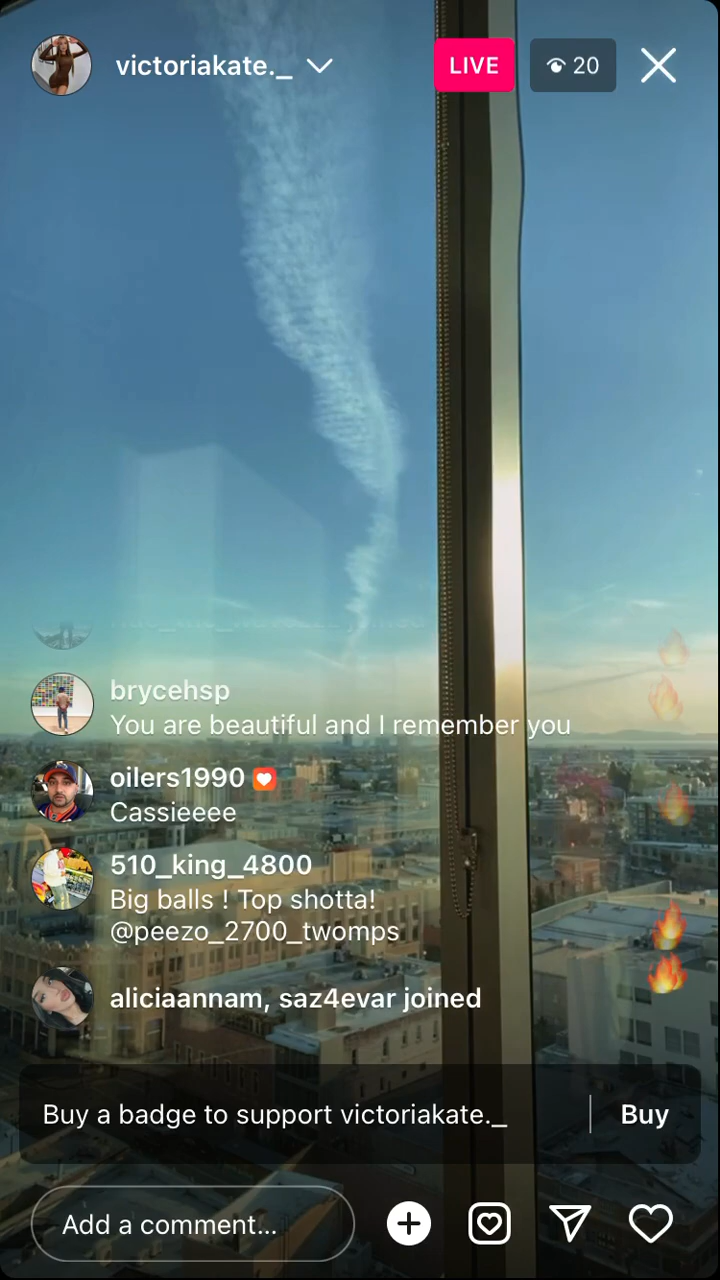 victoriakate._
LIVE
20
brycehsp
You are beautiful and I remember you
oilers1990
Cassieeee
510_king_4800
Big balls ! Top shotta!
@peezo_2700_twomps
aliciaannam, saz4evar joined
Buy a badge to support victoriakate._
Buy
Add a comment...